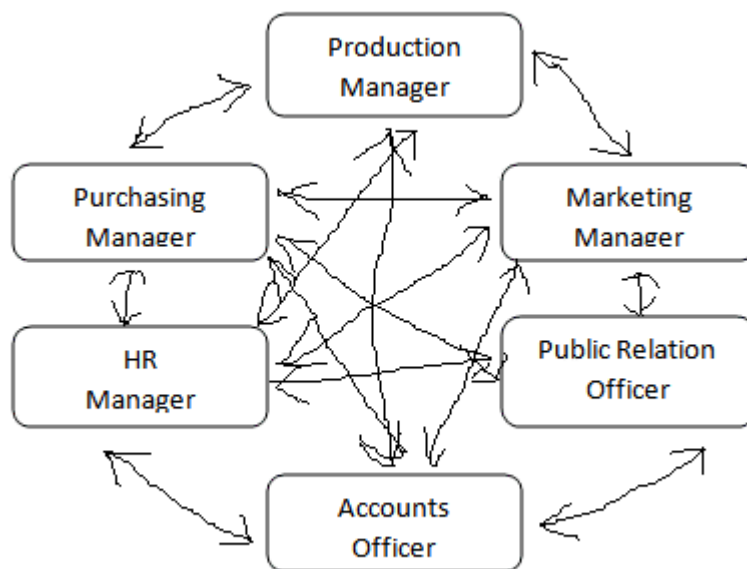 Production
Manager
Purchasing
Manager
Marketing
Manager
HR
Manager
Public Relation
Officer
Accounts
Officer